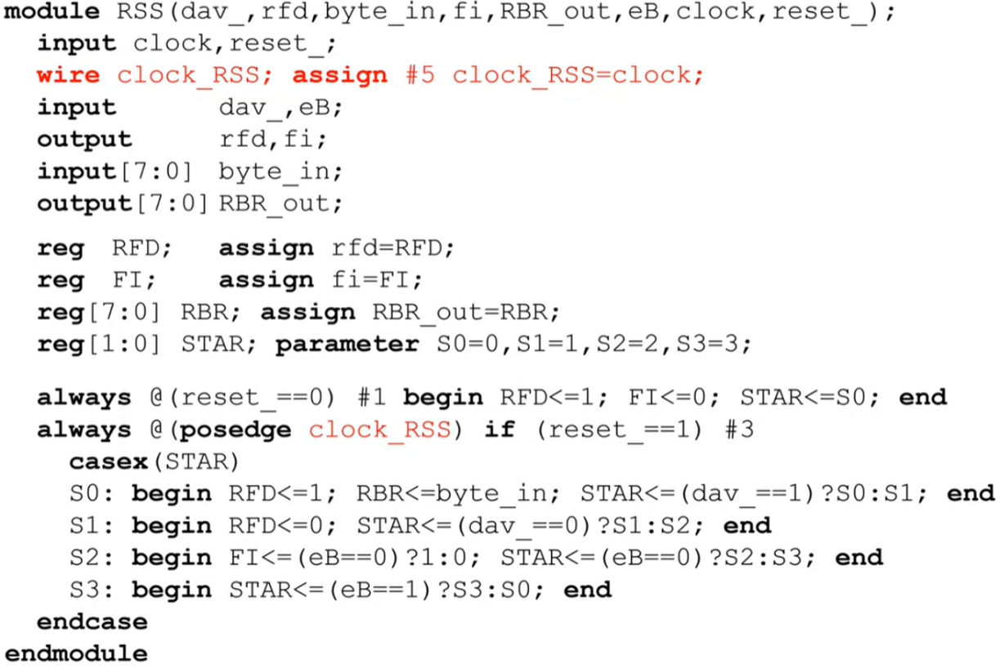 module RSS(dav_,rfd,byte_in,fi,RBR_out,eB,clock,reset_);
input clock,reset_;
wire clock_RSS; assign #5 clock_RSS=clock;
input dav_,eB;
output rfd,fi;
input[7:0] byte_in;
output[7:0] RBR_out;
reg RFD; assign rfd=RFD;
reg FI; assign fi=FI;
reg[7:0] RBR; assign RBR_out=RBR;
reg[1:0] STAR; parameter S0=0,S1=1,S2=2,S3=3;
always @(reset_==0) #1 begin RFD<=1; FI<=0; STAR<=S0; end
always @(posedge clock_RSS) if (reset_==1) #3
casex(STAR)
S0: begin RFD<=1; RBR<=byte_in; STAR<=(dav_==1)?S0:S1; end
S1: begin RFD<=0; STAR<=(dav_==0)?S1:S2; end
S2: begin FI<=(eB==0)?1:0; STAR<=(eB==0)?S2:S3; end
S3: begin STAR<=(eB==1)?S3:S0; end
endcase
endmodule